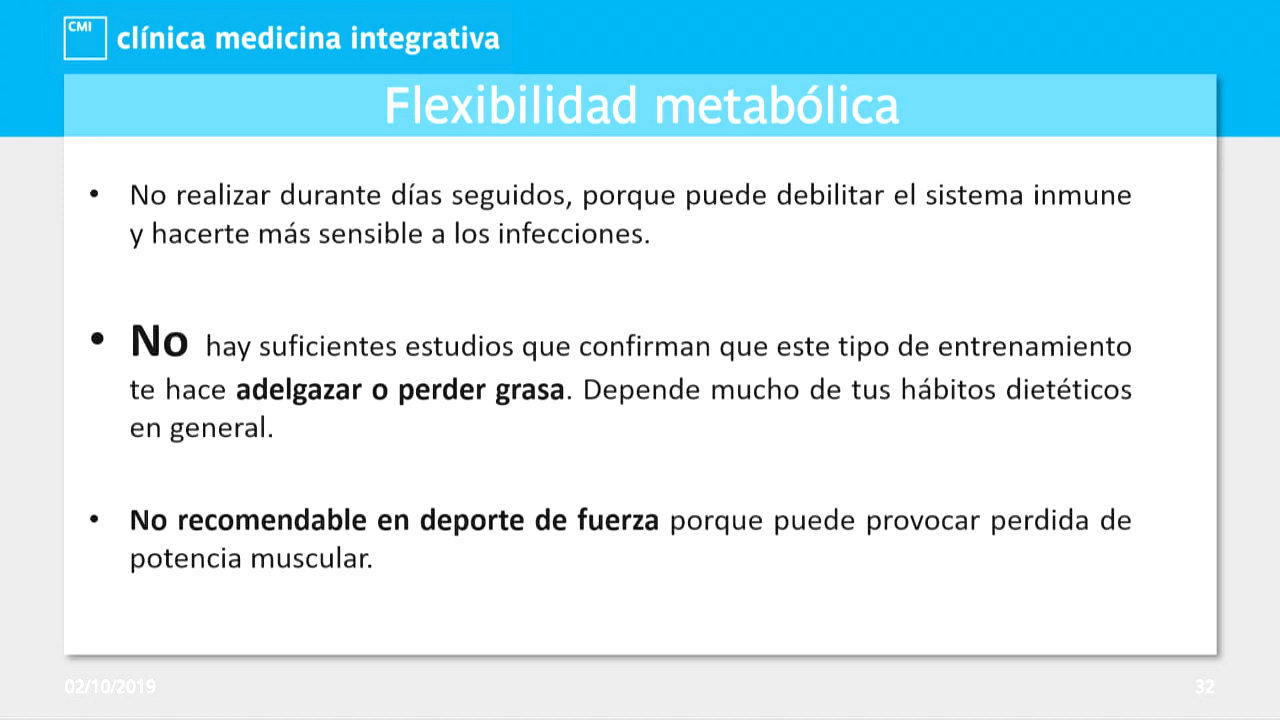 CMI
clínica medicina integrativa
Flexibilidad metabólica
• No realizar durante días seguidos, porque puede debilitar el sistema inmune
y hacerte más sensible a los infecciones.
• No hay suficientes estudios que confirman que este tipo de entrenamiento
te hace adelgazar o perder grasa. Depende mucho de tus hábitos dietéticos
en general.
• No recomendable en deporte de fuerza porque puede provocar perdida de
potencia muscular.
02/10/2019
32